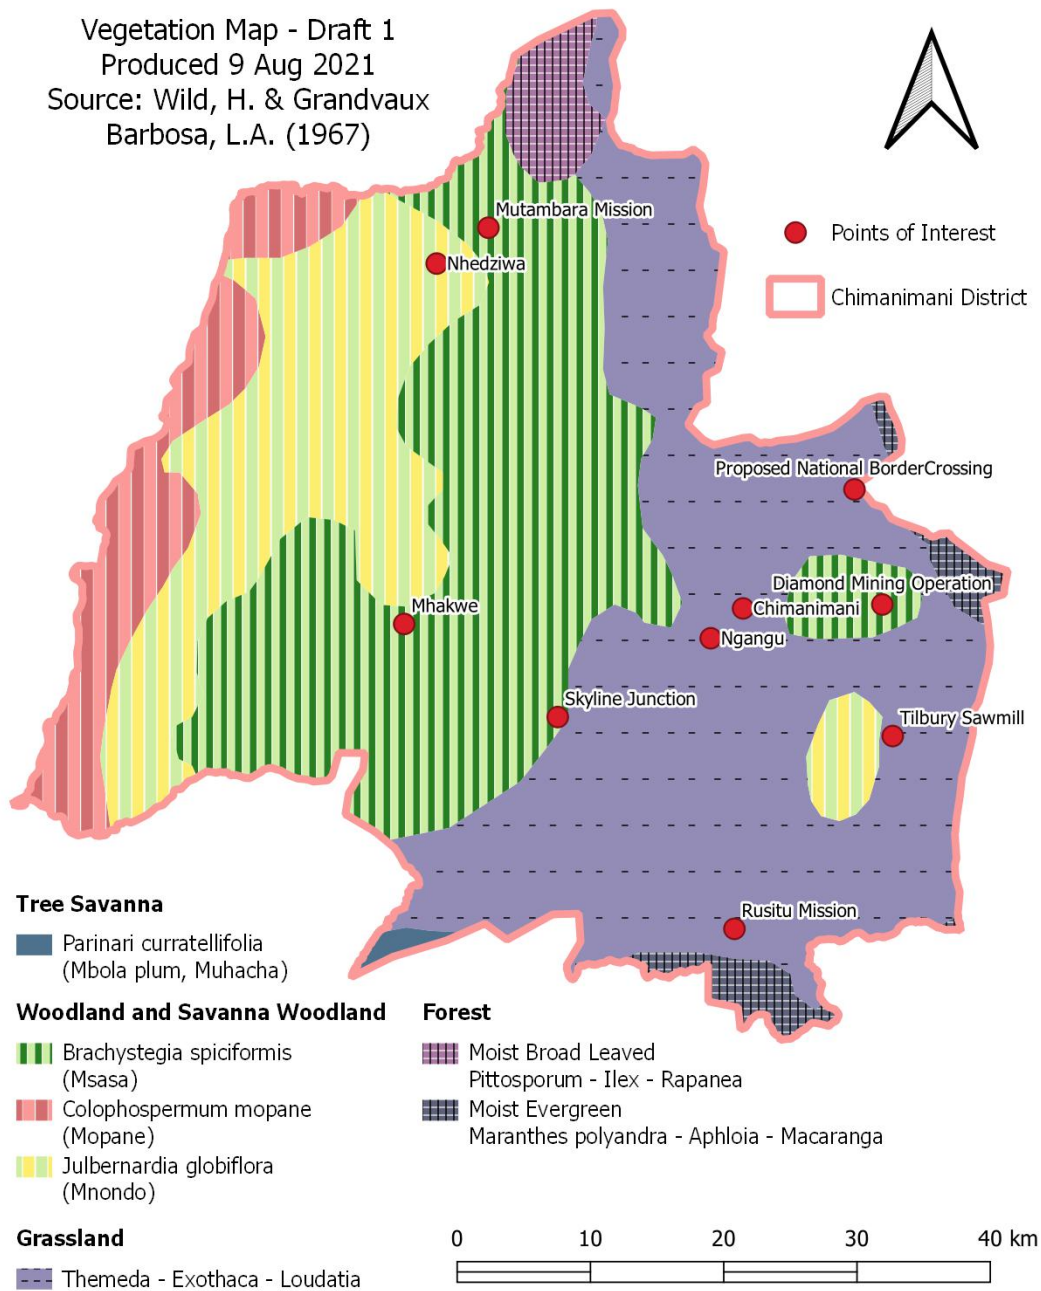 Vegetation Map - Draft 1
Produced 9 Aug 2021
Source: Wild, H. & Grandvaux
Barbosa, L.A. (1967)
Mutambara Mission
Nhedziwa
Points of Interest
Chimanimani District
Proposed National BorderCrossing
Diamond Mining Operation
Chimanimani
Mhakwe
Ngangu
Skyline Junction
Tilbury Sawmill
Rusitu Mission
Tree Savanna
Parinari curratellifolia
(Mbola plum, Muhacha)
Woodland and Savanna Woodland
Brachystegia spiciformis
(Msasa)
Colophospermum mopane
(Mopane)
Julbernardia globiflora
(Mnondo)
Grassland
Themeda - Exothaca - Loudatia
Forest
Moist Broad Leaved
Pittosporum - Ilex - Rapanea
Moist Evergreen
Maranthes polyandra - Aphloia - Macaranga
0 10 20 30 40 km